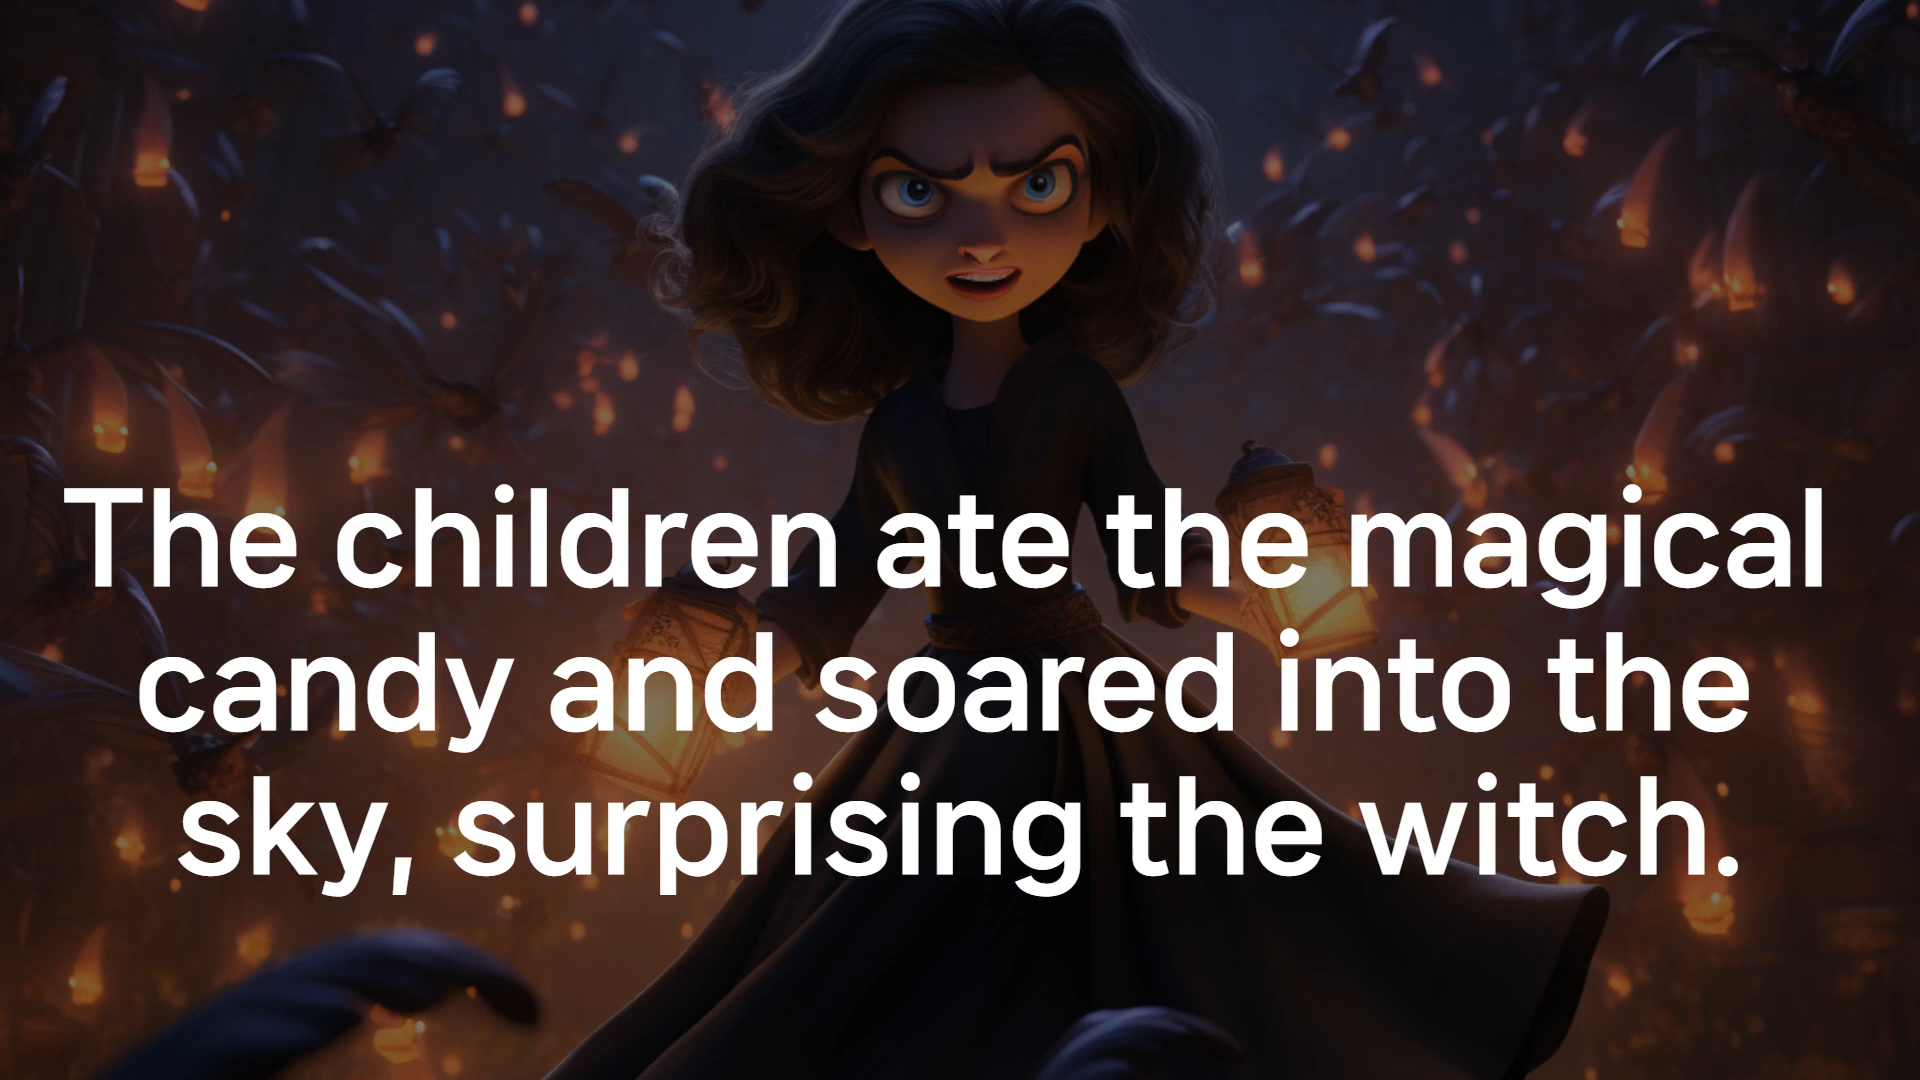 The children ate the magical
candy and soared into the
sky, surprising the witch.